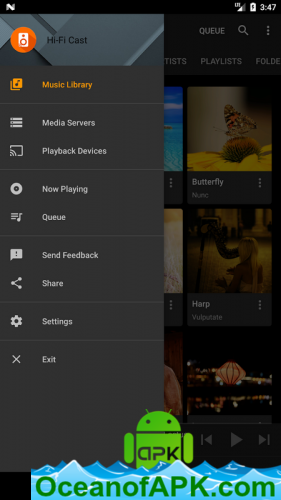 3:47
Hi-Fi Cast
QUEUE
TISTS
PLAYLISTS
FOLDE
Music Library
Media Servers
Playback Devices
Now Playing
Queue
Send Feedback
Share
Settings
Exit
Butterfly
Nunc
Harp
Vulputate
APK
OceanofAPK.com